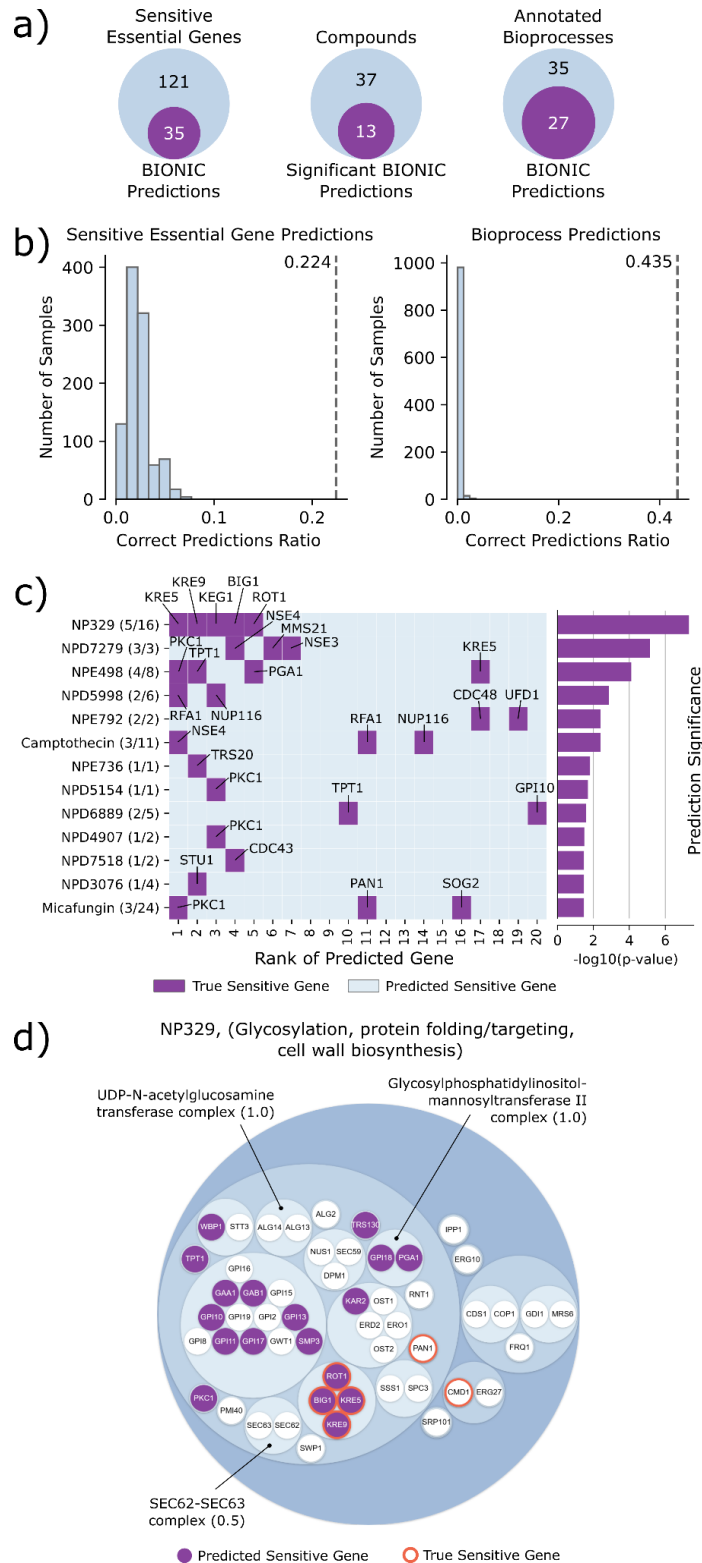 a)
Sensitive
Essential Genes
121
35
BIONIC
Predictions
Compounds
37
13
Significant BIONIC
Predictions
Annotated
Bioprocesses
35
27
BIONIC
Predictions
b)
Sensitive Essential Gene Predictions
0.224
400
300
200
100
0
Number of Samples
0.0 0.1 0.2
Correct Predictions Ratio
Bioprocess Predictions
0.435
1000
800
600
400
200
0
Number of Samples
0.0 0.2 0.4
Correct Predictions Ratio
c)
KRE5 KRE9 KEG1 BIG1 ROT1
NP329 (5/16)
NSE4 MMS21 NSE3
NPD7279 (3/3)
PKC1 TPT1 PGA1 KRE5
NPE498 (4/8)
RFA1 NUP116
NPD5998 (2/6)
CDC48 UFD1
NPE792 (2/2)
NSE4 RFA1 NUP116
Camptothecin (3/11)
TRS20
NPE736 (1/1)
PKC1
NPD5154 (1/1)
TPT1 GPI10
NPD6889 (2/5)
PKC1
NPD4907 (1/2)
CDC43
NPD7518 (1/2)
STU1
NPD3076 (1/4)
PKC1 PAN1 SOG2
Micafungin (3/24)
1 2 3 4 5 6 7 8 9 10 11 12 13 14 15 16 17 18 19 20
Rank of Predicted Gene
True Sensitive Gene
Predicted Sensitive Gene
Prediction Significance
0 2 4 6
-log10(p-value)
d)
NP329, (Glycosylation, protein folding/targeting,
cell wall biosynthesis)
UDP-N-acetylglucosamine
transferase complex (1.0)
Glycosylphosphatidylinositol-
mannosyltransferase II
complex (1.0)
WBP1 STT3 ALG14 ALG13 ALG2
TRS130
IPP1
TPT1
NUS1 SEC59
DPM1
GPI18 PGA1
ERG10
GPI16
GAA1 GAB1 GPI15
GPI10 GPI19 GPI2 GPI13
GPI8 GPI11 GPI17 GWT1 SMP3
KAR2 OST1
ERD2 ERO1
OST2
RNT1
PAN1
CDS1 COP1 GDI1 MRS6
FRQ1
PKC1
PMI40
SEC63 SEC62
SWP1
ROT1
BIG1 KRE5
KRE9
SSS1 SPC3
CMD1 ERG27
SRP101
SEC62-SEC63
complex (0.5)
Predicted Sensitive Gene
True Sensitive Gene